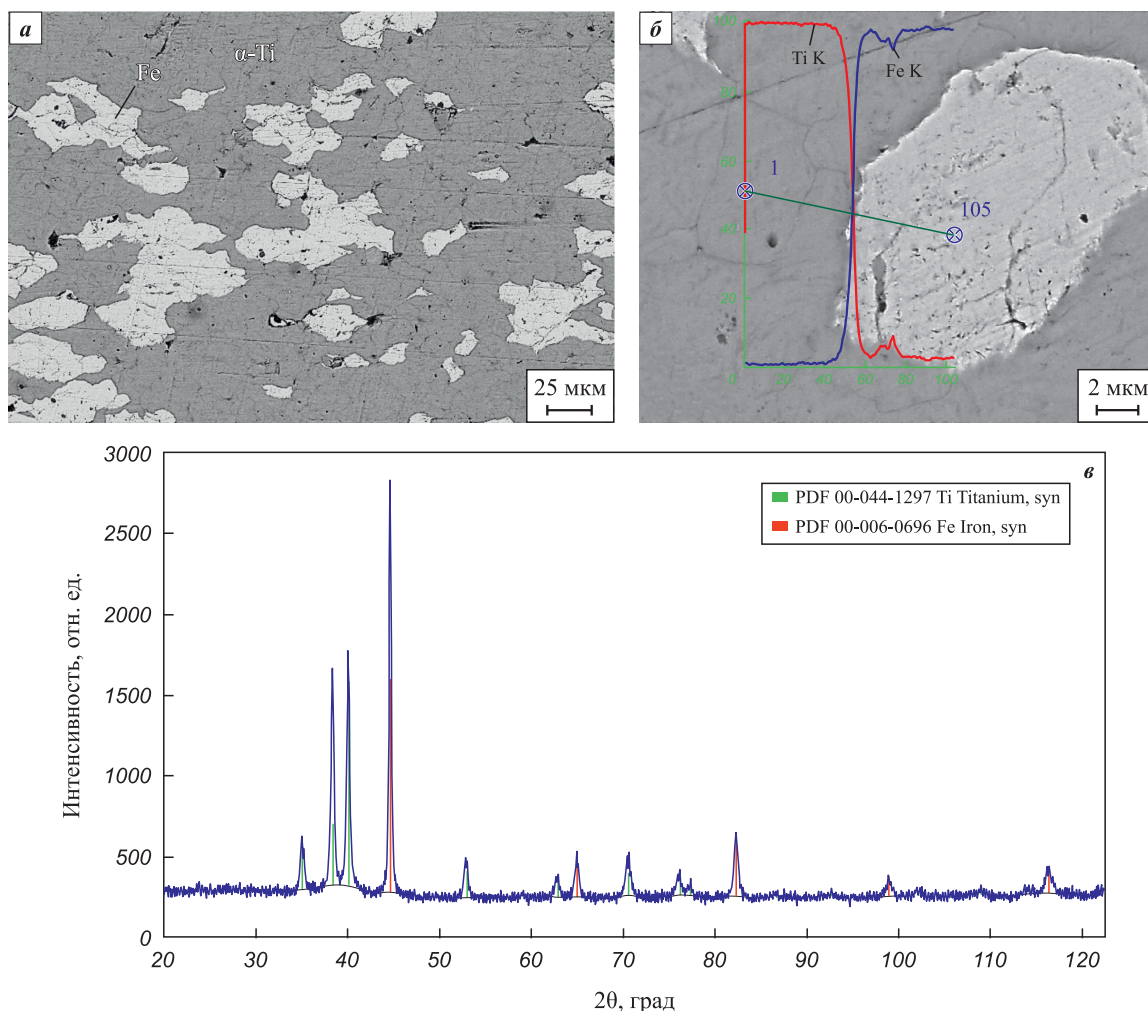 а
α-Ti
Fe
25 мкм
б
100
80
60
40
20
0
20
40
60
80
100
Ti K
Fe K
1
105
2 мкм
в
3000
2500
2000
1500
1000
500
0
Интенсивность, отн. ед.
PDF 00-044-1297 Ti Titanium, syn
PDF 00-006-0696 Fe Iron, syn
20 30 40 50 60 70 80 90 100 110 120
2θ, град